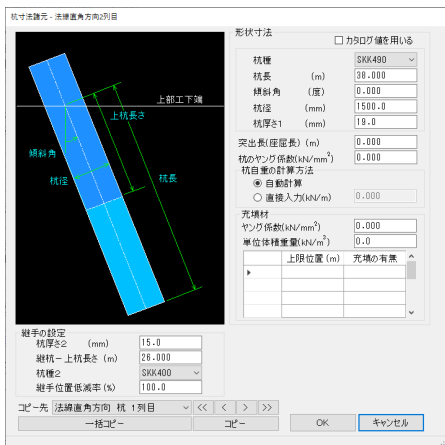 杭寸法諸元 - 法線直角方向2列目
上部工下端
上杭長さ
傾斜角
杭径
杭長
形状寸法
カタログ値を用いる
杭種 SKK490
杭長 (m) 38.000
傾斜角 (度) 0.000
杭径 (mm) 1500.0
杭厚さ1 (mm) 19.0
突出長(座屈長) (m) 0.000
杭のヤング係数(kN/mm²) 0.000
杭自重の計算方法
自動計算
直接入力(kN/m) 0.000
充填材
ヤング係数(kN/mm²) 0.000
単位体積重量(kN/m³) 0.0
上限位置(m) 充填の有無
継手の設定
杭厚さ2 (mm) 15.0
継杭-上杭長さ (m) 26.000
杭種2 SKK400
継手位置低減率(%) 100.0
コピー先 法線直角方向 杭 1列目 << < > >>
一括コピー コピー OK キャンセル